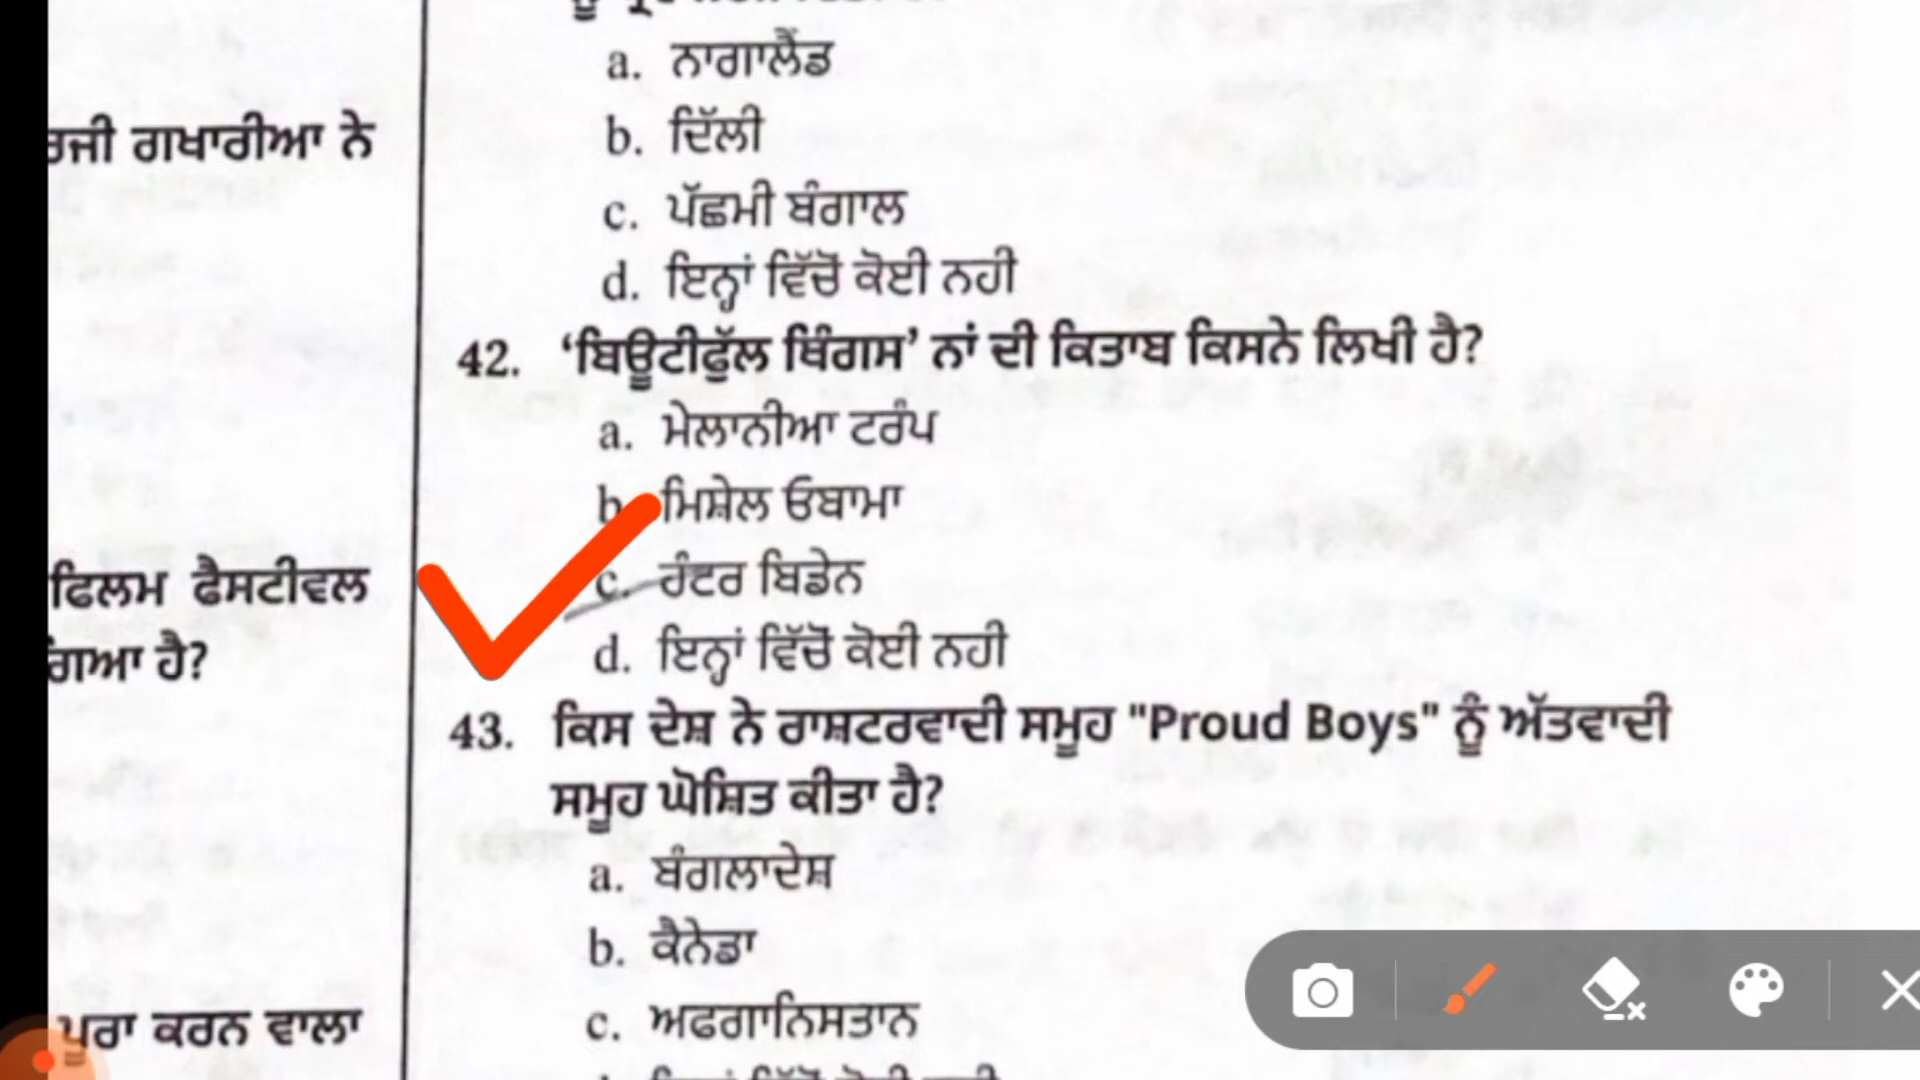 ਗਖਾਰੀਆ ਨੇ
ਫਿਲਮ ਫੈਸਟੀਵਲ
ਗਿਆ ਹੈ?
ਪੂਰਾ ਕਰਨ ਵਾਲਾ
a. ਨਾਗਾਲੈਂਡ
b. ਦਿੱਲੀ
c. ਪੱਛਮੀ ਬੰਗਾਲ
d. ਇਨ੍ਹਾਂ ਵਿੱਚੋਂ ਕੋਈ ਨਹੀ
42. ‘ਬਿਊਟੀਫੁੱਲ ਥਿੰਗਸ’ ਨਾਂ ਦੀ ਕਿਤਾਬ ਕਿਸਨੇ ਲਿਖੀ ਹੈ?
a. ਮੇਲਾਨੀਆ ਟਰੰਪ
b. ਮਿਸ਼ੇਲ ਓਬਾਮਾ
c. ਹੰਟਰ ਬਿਡੇਨ
d. ਇਨ੍ਹਾਂ ਵਿੱਚੋਂ ਕੋਈ ਨਹੀ
43. ਕਿਸ ਦੇਸ਼ ਨੇ ਰਾਸ਼ਟਰਵਾਦੀ ਸਮੂਹ "Proud Boys" ਨੂੰ ਅੱਤਵਾਦੀ
ਸਮੂਹ ਘੋਸ਼ਿਤ ਕੀਤਾ ਹੈ?
a. ਬੰਗਲਾਦੇਸ਼
b. ਕੈਨੇਡਾ
c. ਅਫਗਾਨਿਸਤਾਨ